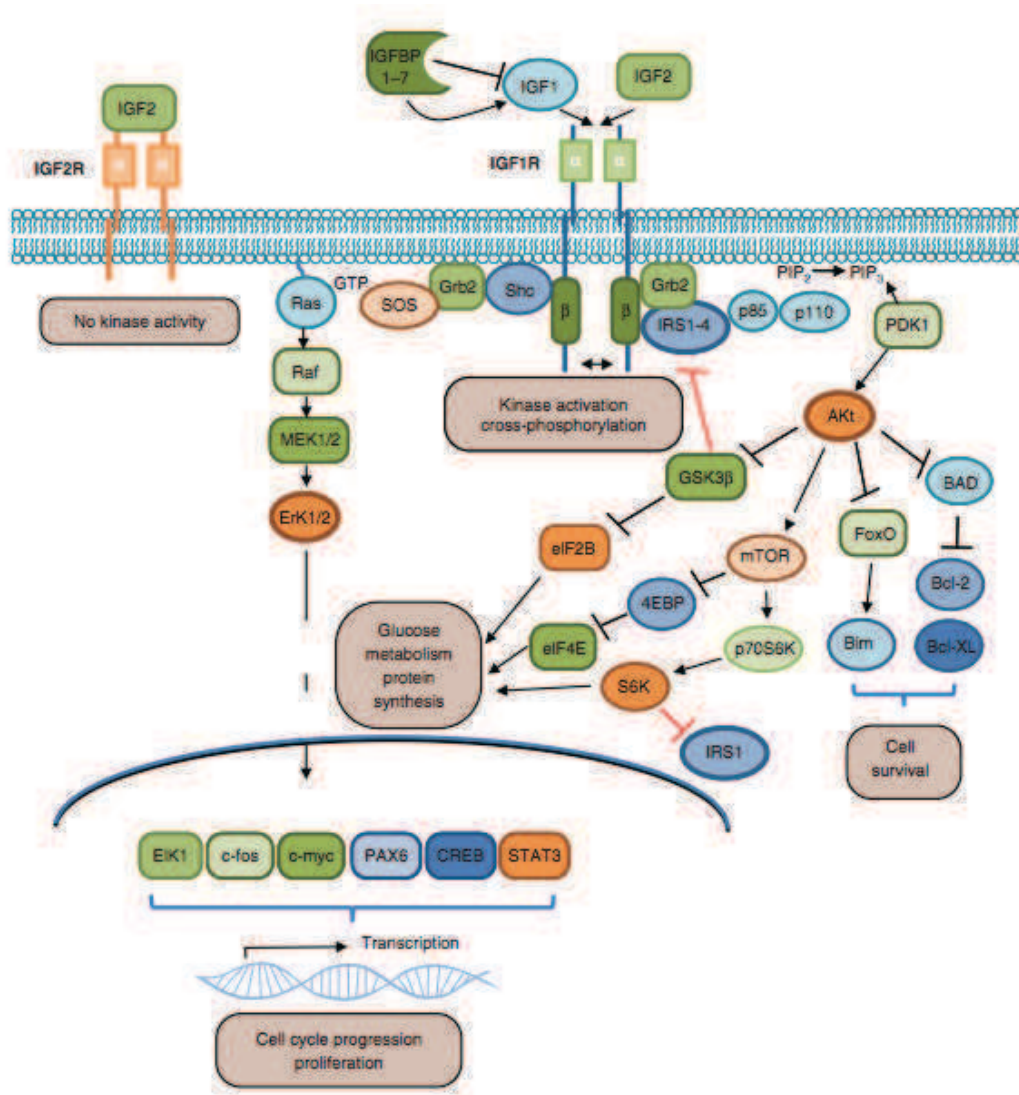 IGFBP
1–7
IGF1
IGF2
IGF2
IGF2R
α
α
IGF1R
α
α
GTP
Ras
SOS
Grb2
Shc
β
β
Grb2
IRS1-4
p85
p110
PIP2
PIP3
PDK1
No kinase activity
Raf
MEK1/2
ErK1/2
Kinase activation
cross-phosphorylation
AKt
GSK3β
BAD
eIF2B
mTOR
FoxO
Bcl-2
4EBP
Glucose
metabolism
protein
synthesis
eIF4E
p70S6K
Bim
Bcl-XL
S6K
IRS1
Cell
survival
EIK1
c-fos
c-myc
PAX6
CREB
STAT3
Transcription
Cell cycle progression
proliferation